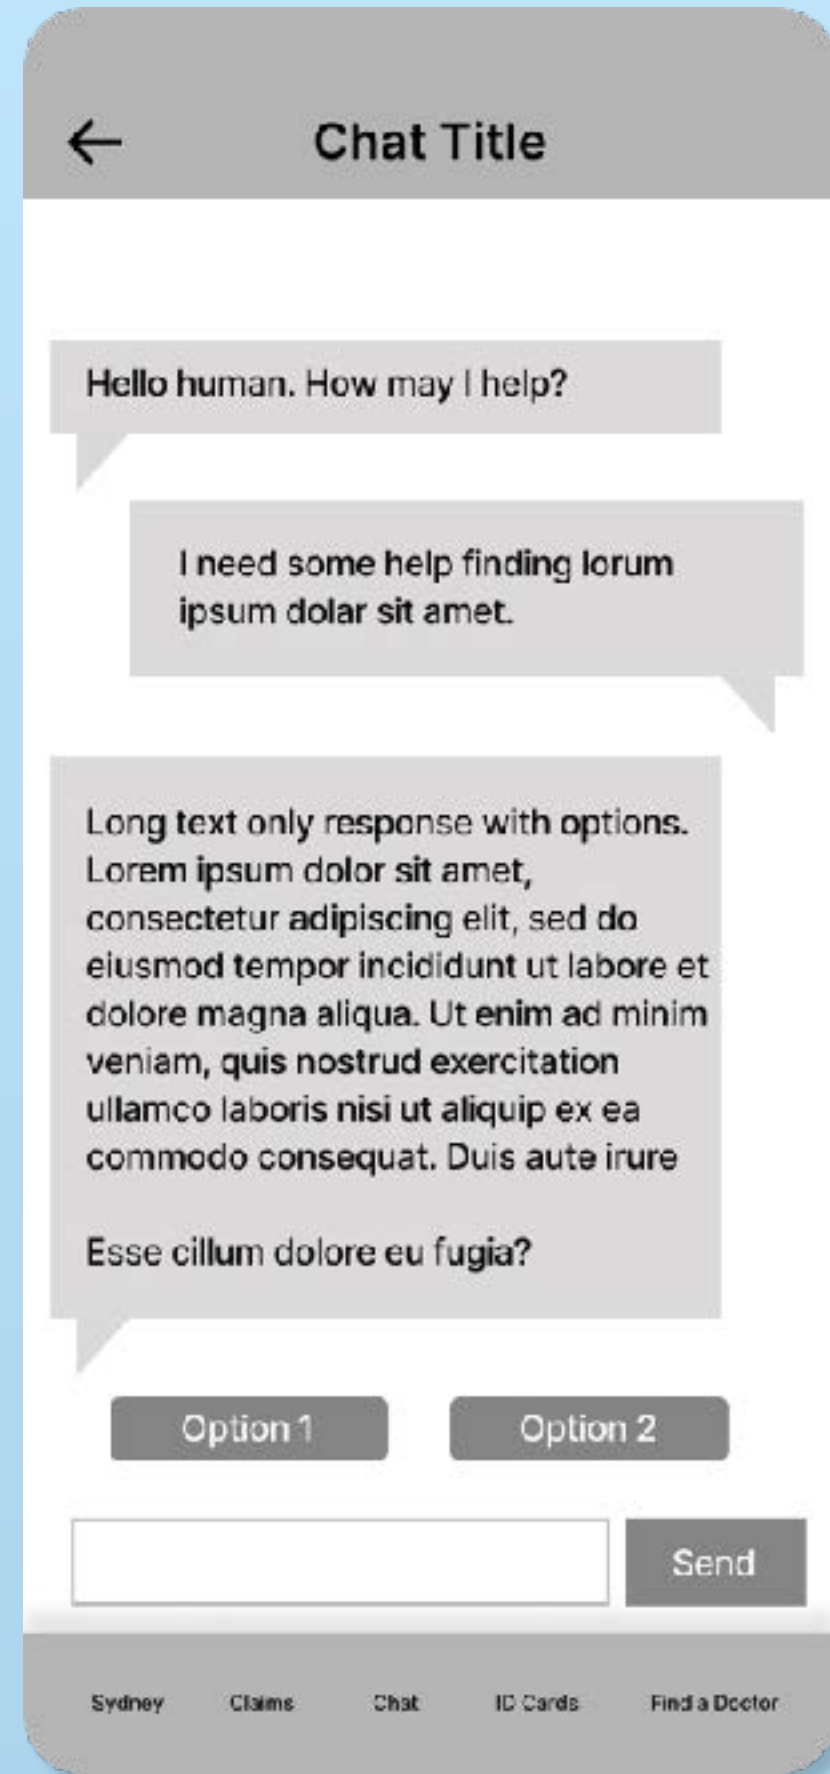 Chat Title
Hello human. How may I help?
I need some help finding lorum
ipsum dolar sit amet.
Long text only response with options.
Lorem ipsum dolor sit amet,
consectetur adipiscing elit, sed do
eiusmod tempor incididunt ut labore et
dolore magna aliqua. Ut enim ad minim
veniam, quis nostrud exercitation
ullamco laboris nisi ut aliquip ex ea
commodo consequat. Duis aute irure
Esse cillum dolore eu fugia?
Option 1 Option 2
Send
Sydney Claims Chat ID Cards Find a Doctor